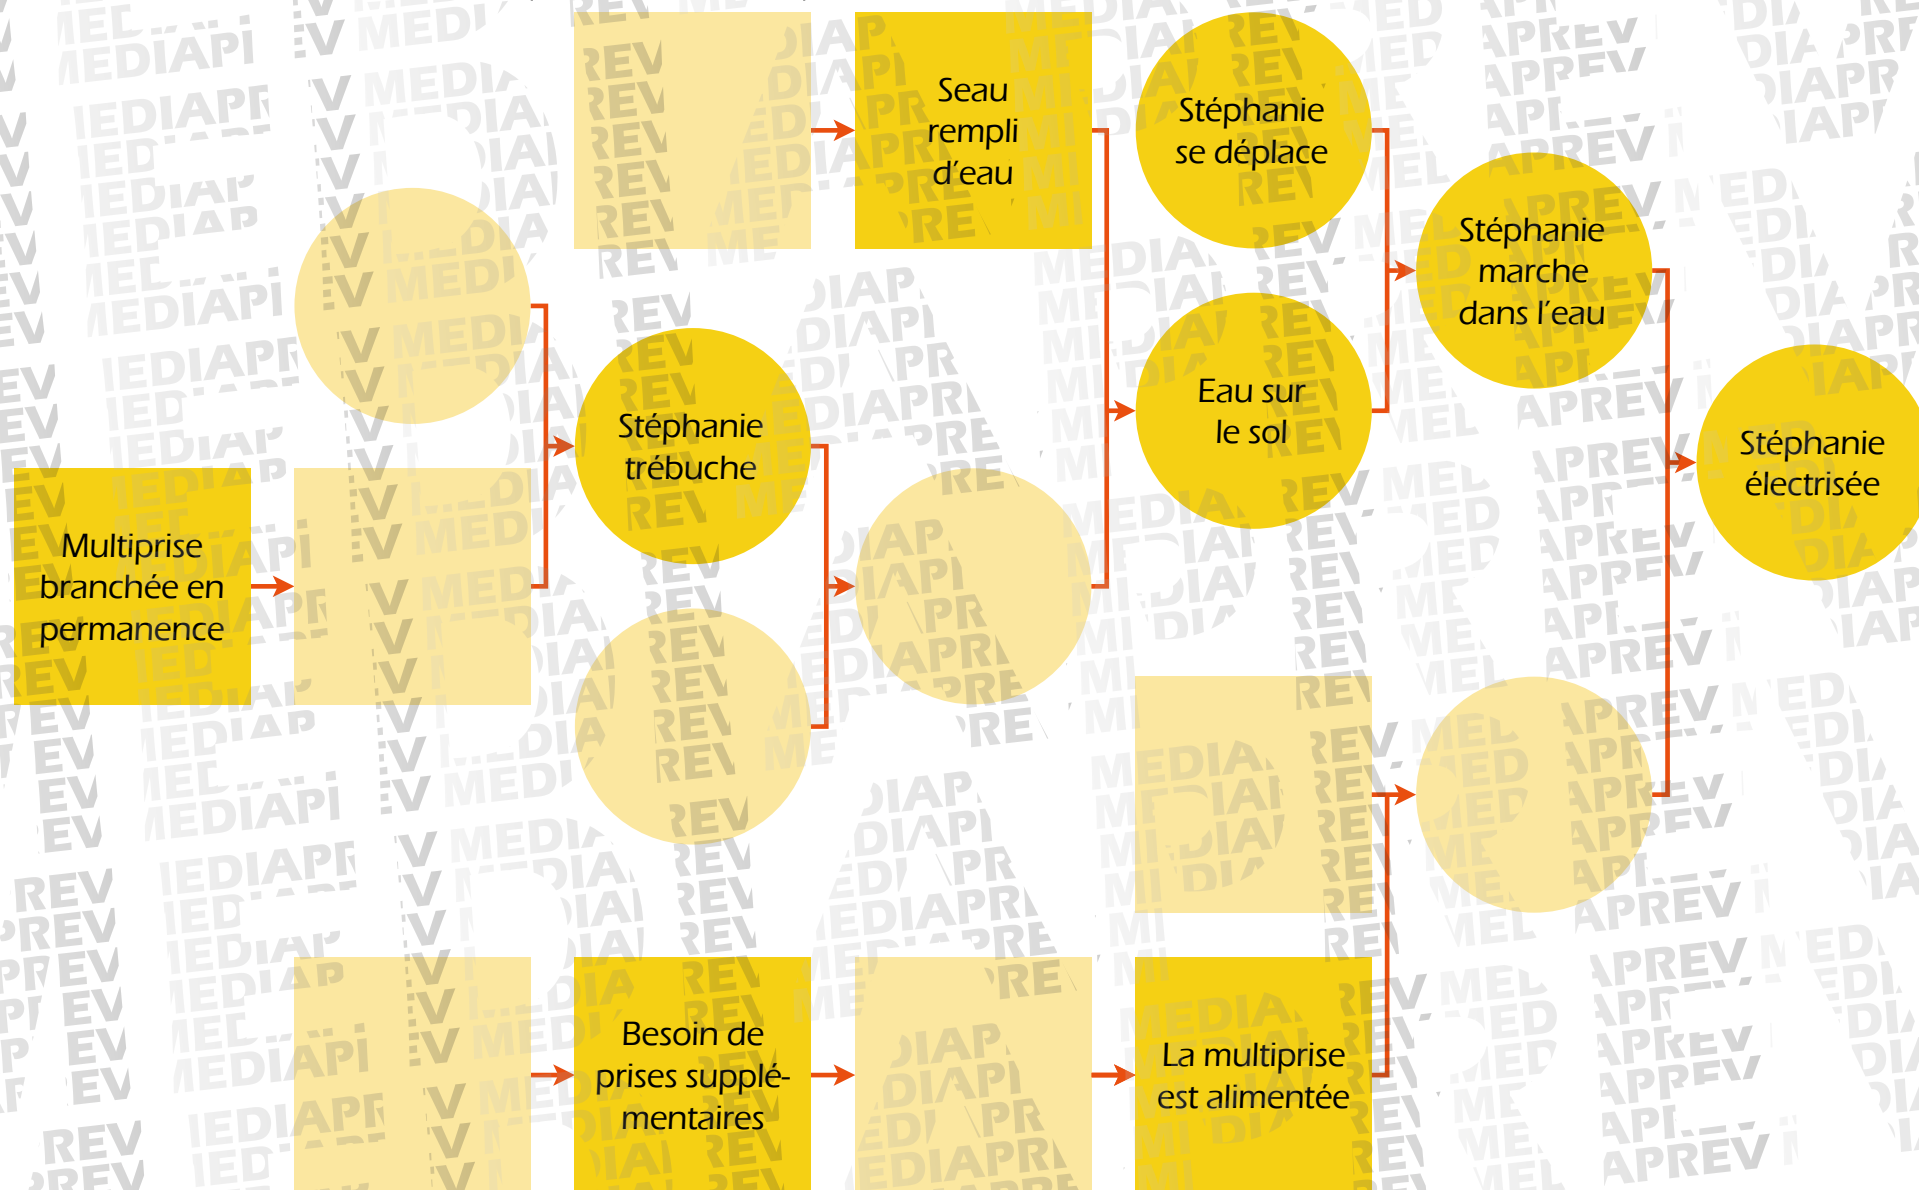 Seau
rempli
d'eau
Stéphanie
se déplace
Stéphanie
marche
dans l'eau
Eau sur
le sol
Stéphanie
trébuche
Stéphanie
électrisée
Multiprise
branchée en
permanence
Besoin de
prises supplé-
mentaires
La multiprise
est alimentée